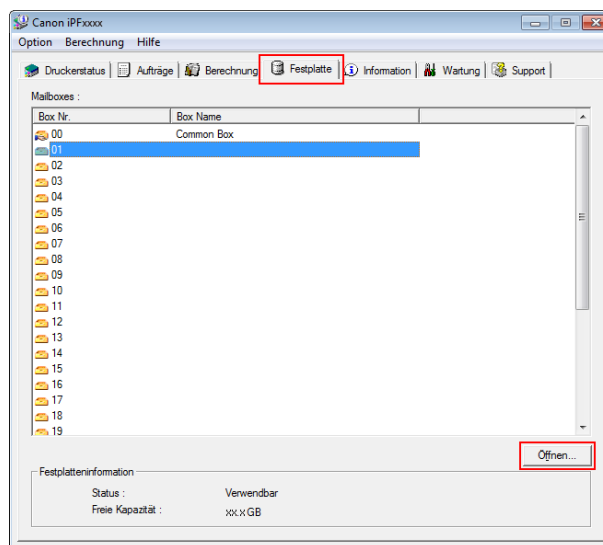 Canon iPFxxxx
Option Berechnung Hilfe
Druckerstatus Aufträge Berechnung Festplatte Information Wartung Support
Mailboxes :
Box Nr. Box Name
00 Common Box
01
02
03
04
05
06
07
08
09
10
11
12
13
14
15
16
17
18
19
Öffnen...
Festplatteninformation
Status : Verwendbar
Freie Kapazität : xx.xGB